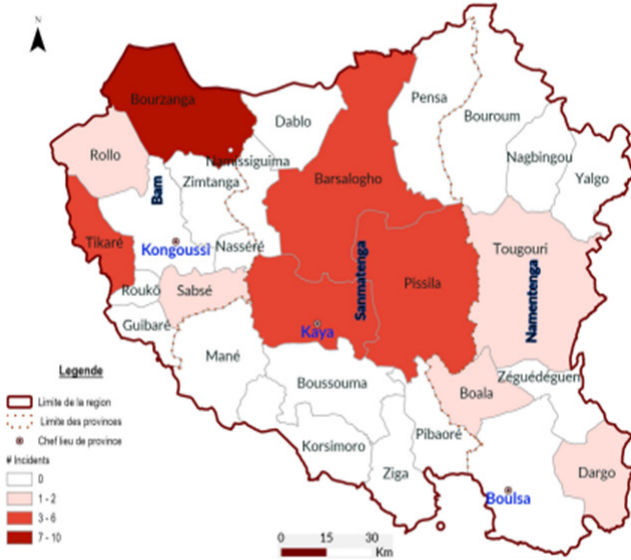 N
Bourzanga
Pensa
Dablo
Bouroum
Rollo
Namissiguima
Nagbingou
Bam
Zimtanga
Barsalogho
Yalgo
Tikaré
Kongoussi
Nasséré
Tougouri
Sanmatenga
Pissila
Namentenga
Roukō
Sabsé
Guibaré
Kaya
Mané
Legende
Limite de la region
Limite des provinces
Chef lieu de province
# Incidents
0
1 - 2
3 - 6
7 - 10
Boussouma
Zéguédéguen
Boala
Korsimoro
Pibaoré
Ziga
Dargo
Boulsa
0 15 30
Km